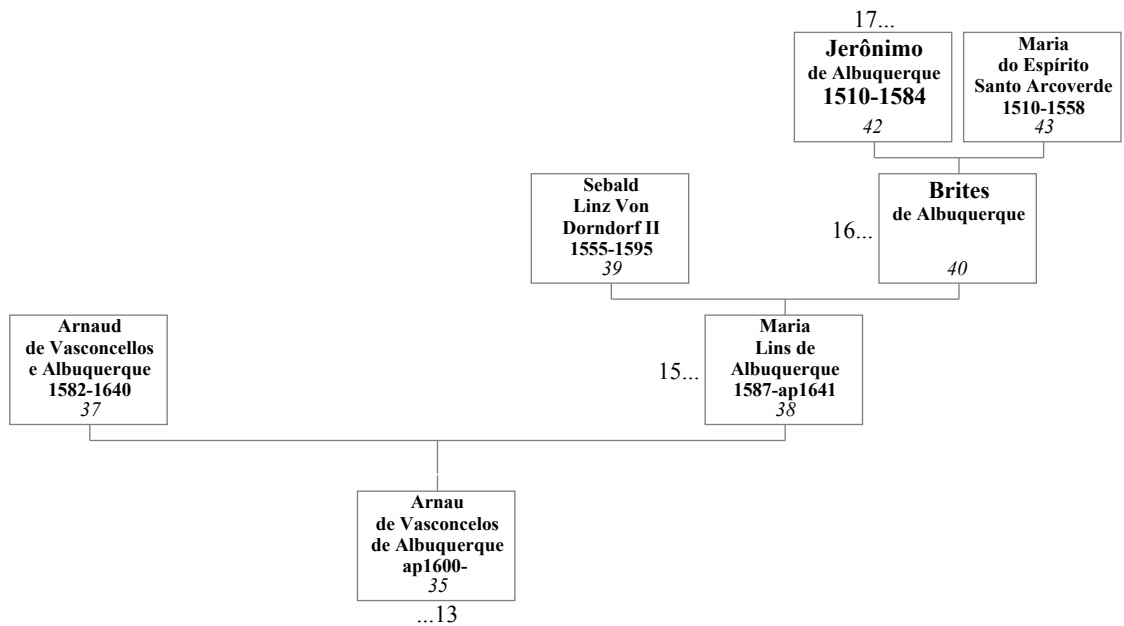 17...
Jerônimo
de Albuquerque
1510-1584
42
Maria
do Espírito
Santo Arcoverde
1510-1558
43
Sebald
Linz Von
Dorndorf II
1555-1595
39
16...
Brites
de Albuquerque
40
Arnaud
de Vasconcellos
e Albuquerque
1582-1640
37
15...
Maria
Lins de
Albuquerque
1587-ap1641
38
Arnau
de Vasconcelos
de Albuquerque
ap1600-
35
...13